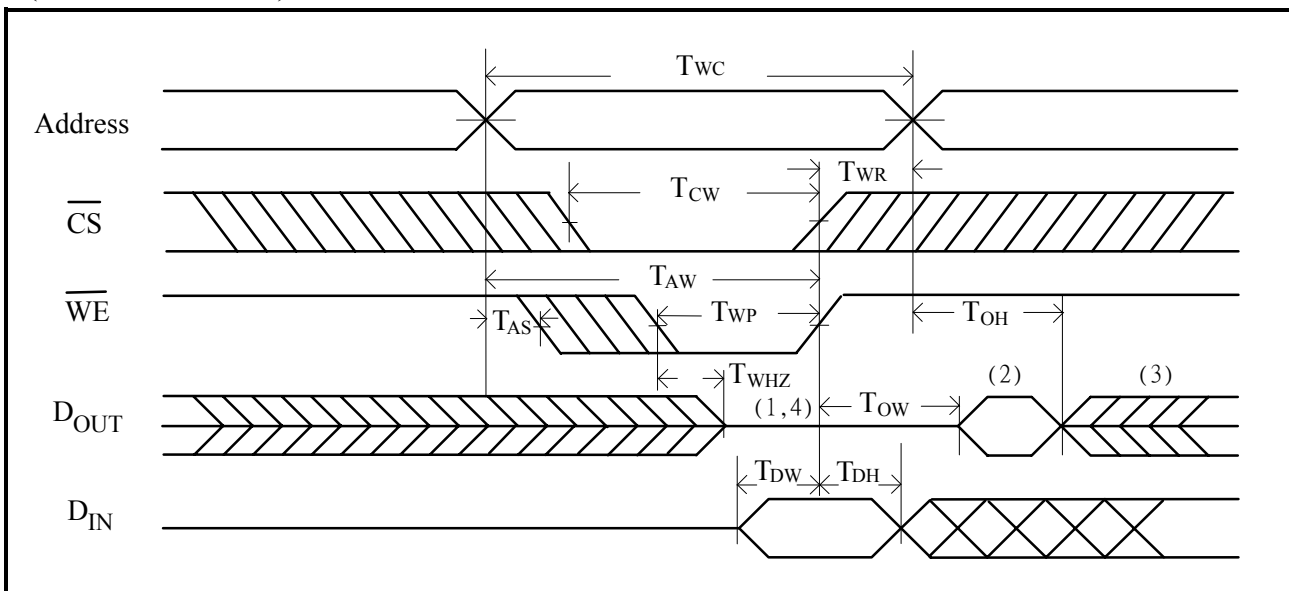 TWC
Address
TWR
TCW
CS
TAW
WE
TAS
TWP
TOH
TWHZ
(2)
(3)
DOUT
(1,4)
TOW
TDW
TDH
DIN